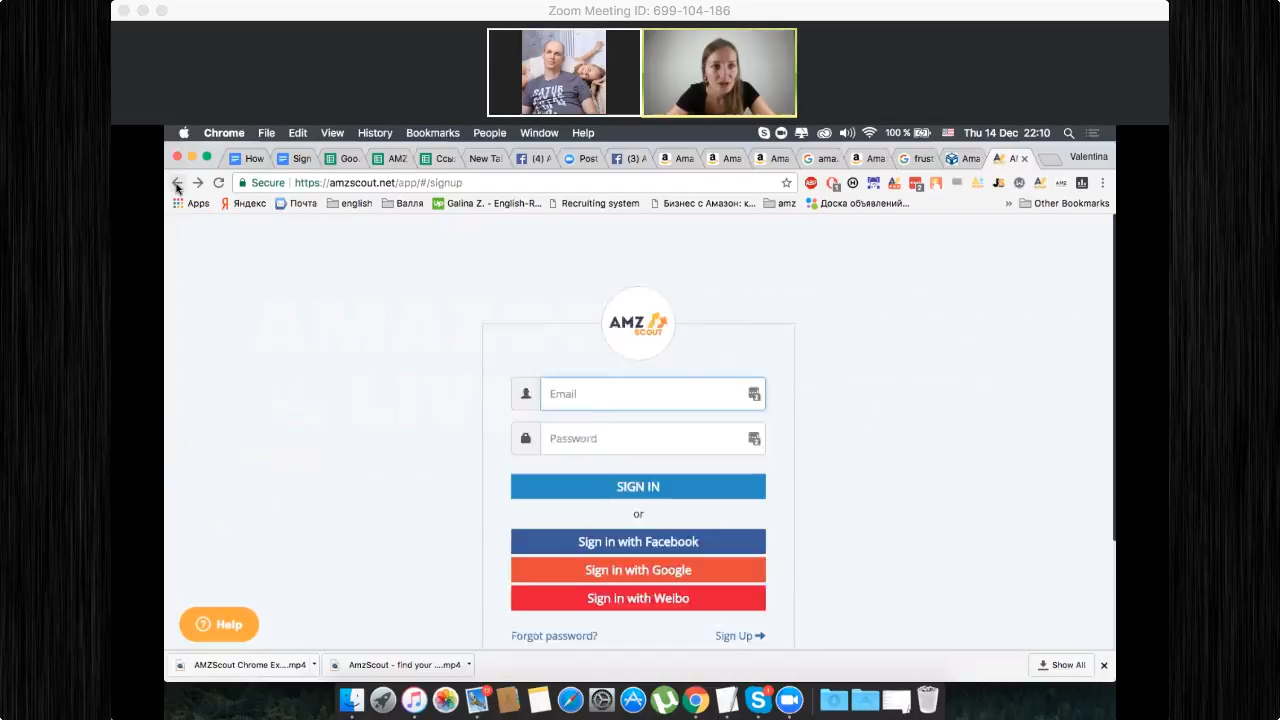 Zoom Meeting ID: 699-104-186
SATUR
Chrome File Edit View History Bookmarks People Window Help 100 % Thu 14 Dec 22:10
How Sign Goo. AMZ Ссы. New Ta (4) Post (3) Ama Ama Ama ama. Ama frust Ama Valentina
Secure https://amzscout.net/app/#/signup
Apps Яндекс Почта english Валля Galina Z. - English-R... Recruiting system Бизнес с Амазон: к... amz Доска объявлений... » Other Bookmarks
AMZ
SCOUT
Email
Password
SIGN IN
or
Sign in with Facebook
Sign in with Google
Sign in with Weibo
Forgot password? Sign Up
Help
AMZScout Chrome Ex....mp4 AmzScout - find your ....mp4 Show All